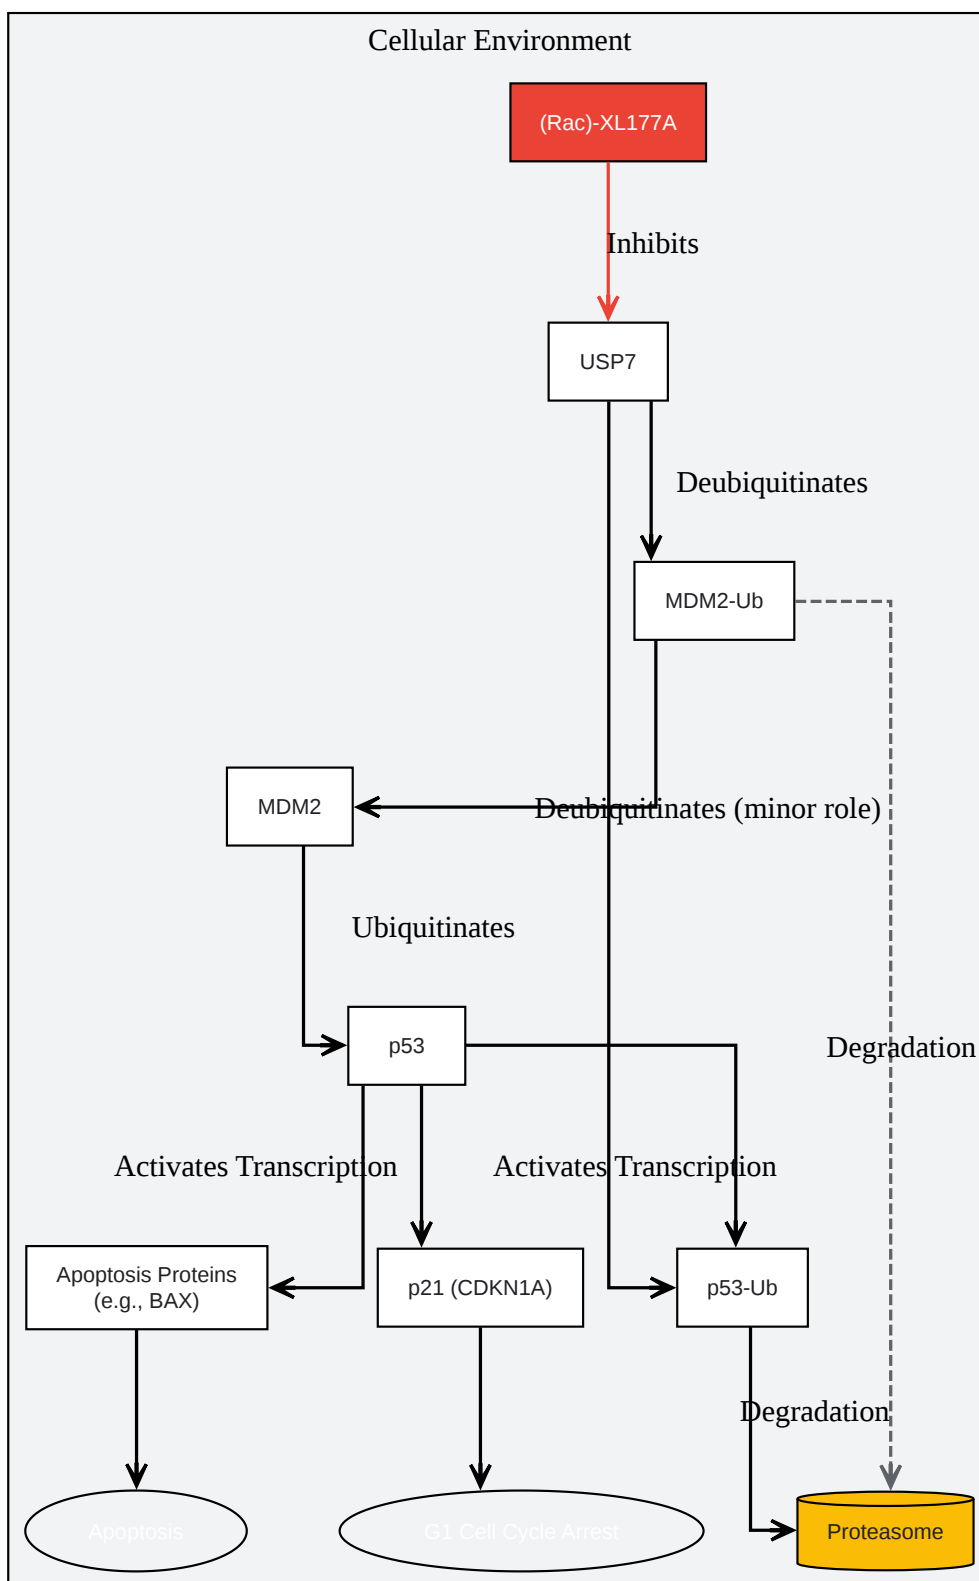 Cellular Environment
(Rac)-XL177A
Inhibits
USP7
Deubiquitinates
MDM2-Ub
MDM2
Deubiquitinates (minor role)
Ubiquitinates
p53
Degradation
Activates Transcription
Activates Transcription
Apoptosis Proteins
(e.g., BAX)
p21 (CDKN1A)
p53-Ub
Degradation
Apoptosis
G1 Cell Cycle Arrest
Proteasome